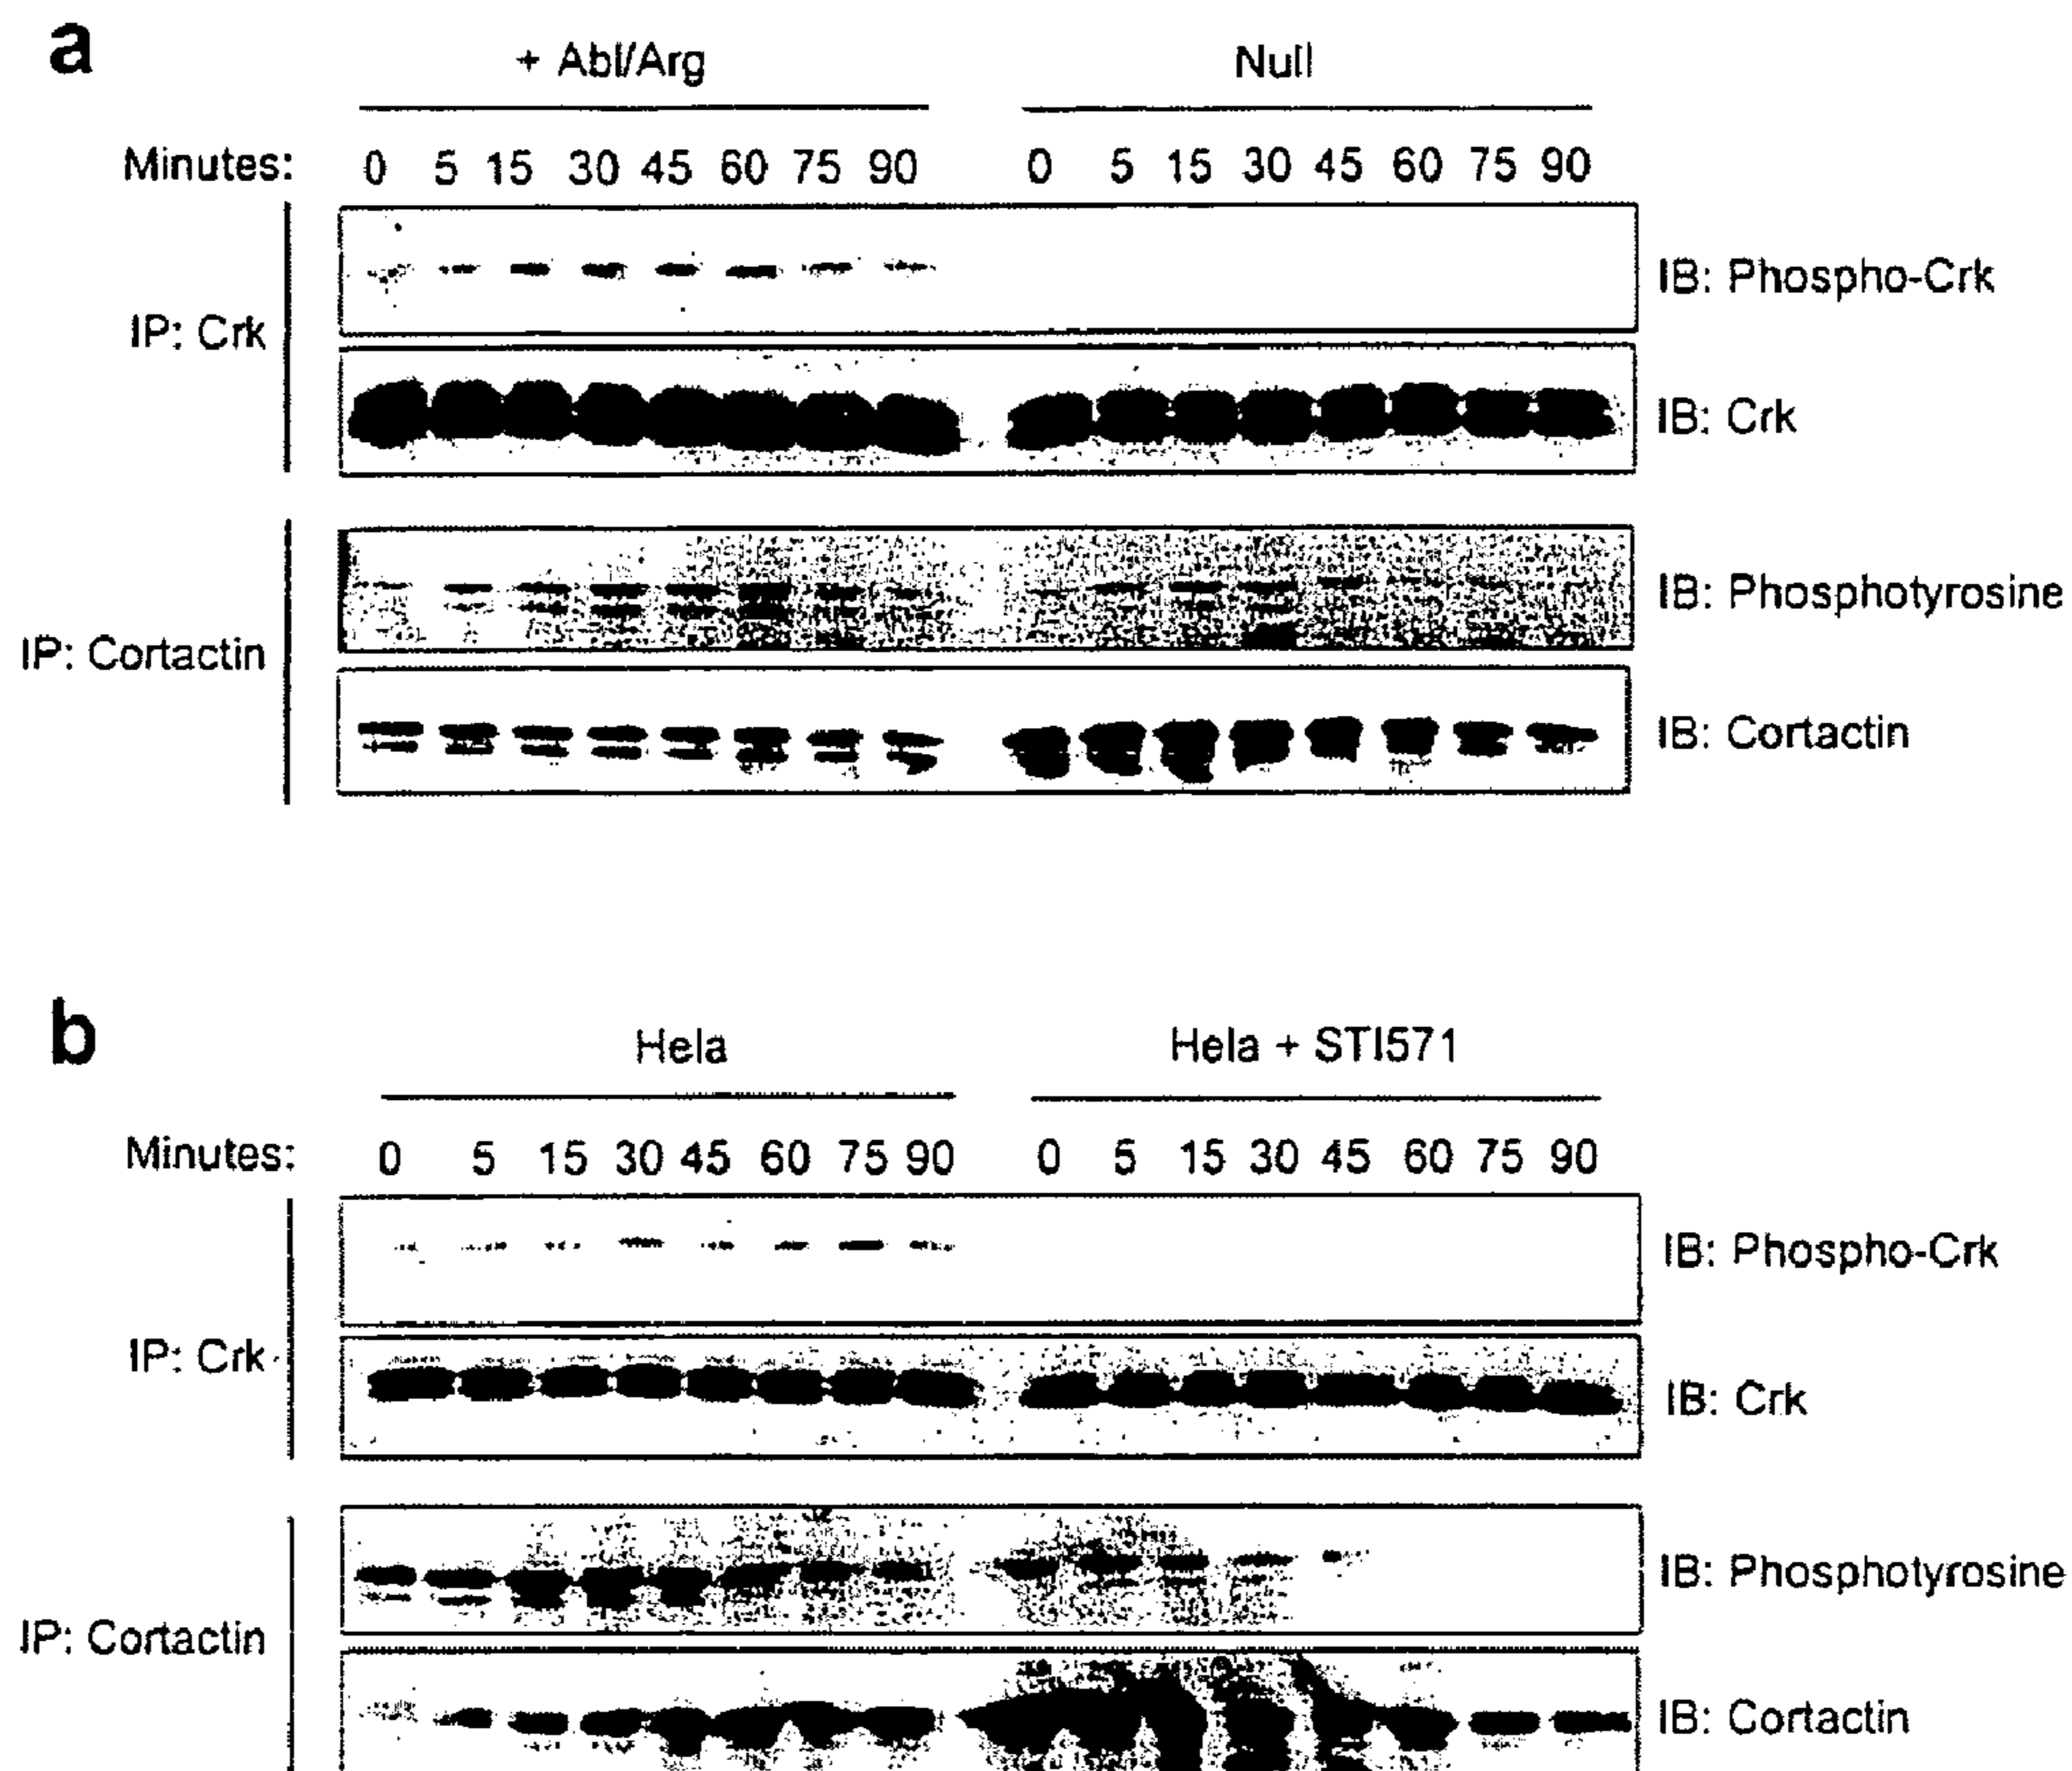 a
+ Abl/Arg Null
Minutes: 0 5 15 30 45 60 75 90 0 5 15 30 45 60 75 90
IB: Phospho-Crk
IP: Crk
IB: Crk
IB: Phosphotyrosine
IP: Cortactin
IB: Cortactin
b
Hela Hela + STI571
Minutes: 0 5 15 30 45 60 75 90 0 5 15 30 45 60 75 90
IB: Phospho-Crk
IP: Crk
IB: Crk
IB: Phosphotyrosine
IP: Cortactin
IB: Cortactin